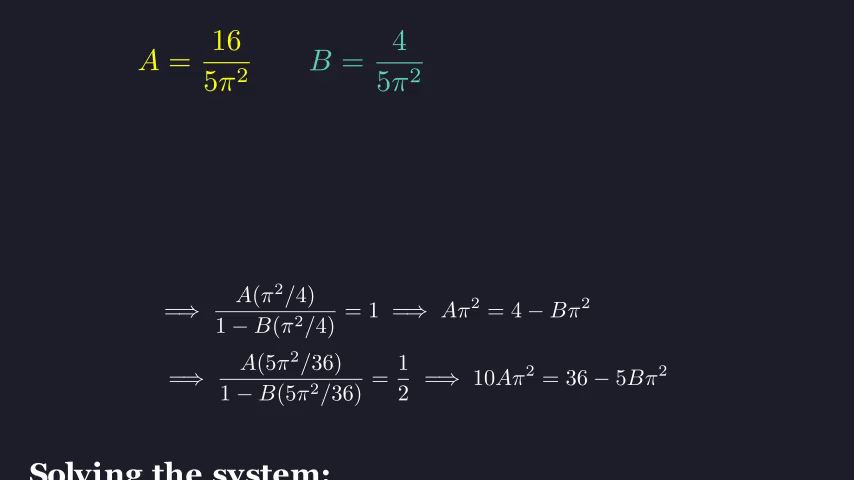 A = 16/5π² B = 4/5π²
⟹ A(π²/4)/1 − B(π²/4) = 1 ⟹ Aπ² = 4 − Bπ²
⟹ A(5π²/36)/1 − B(5π²/36) = 1/2 ⟹ 10Aπ² = 36 − 5Bπ²
Solving the system: